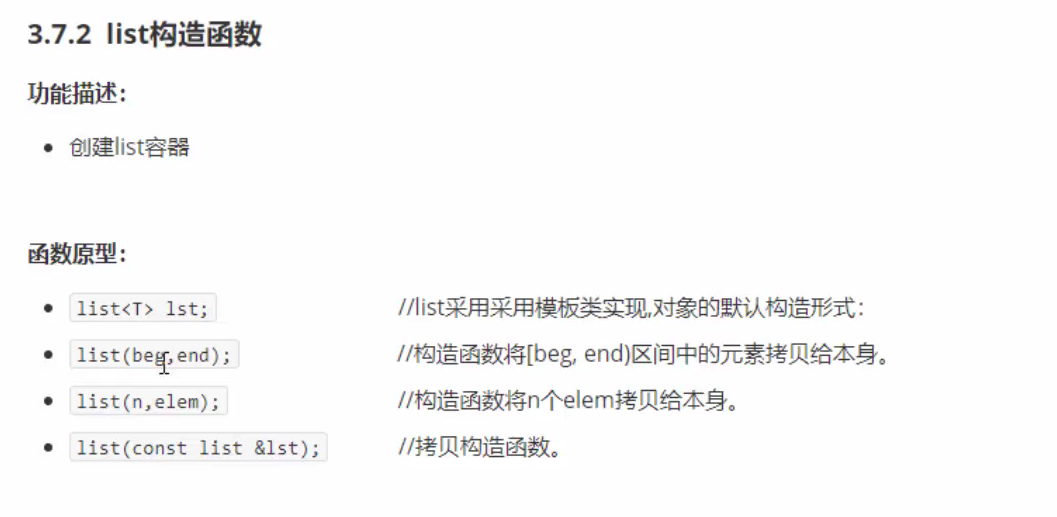 3.7.2 list构造函数
功能描述：
创建list容器
函数原型：
list<T> lst; //list采用采用模板类实现,对象的默认构造形式：
list(beg,end); //构造函数将[beg, end)区间中的元素拷贝给本身。
list(n,elem); //构造函数将n个elem拷贝给本身。
list(const list &lst); //拷贝构造函数。